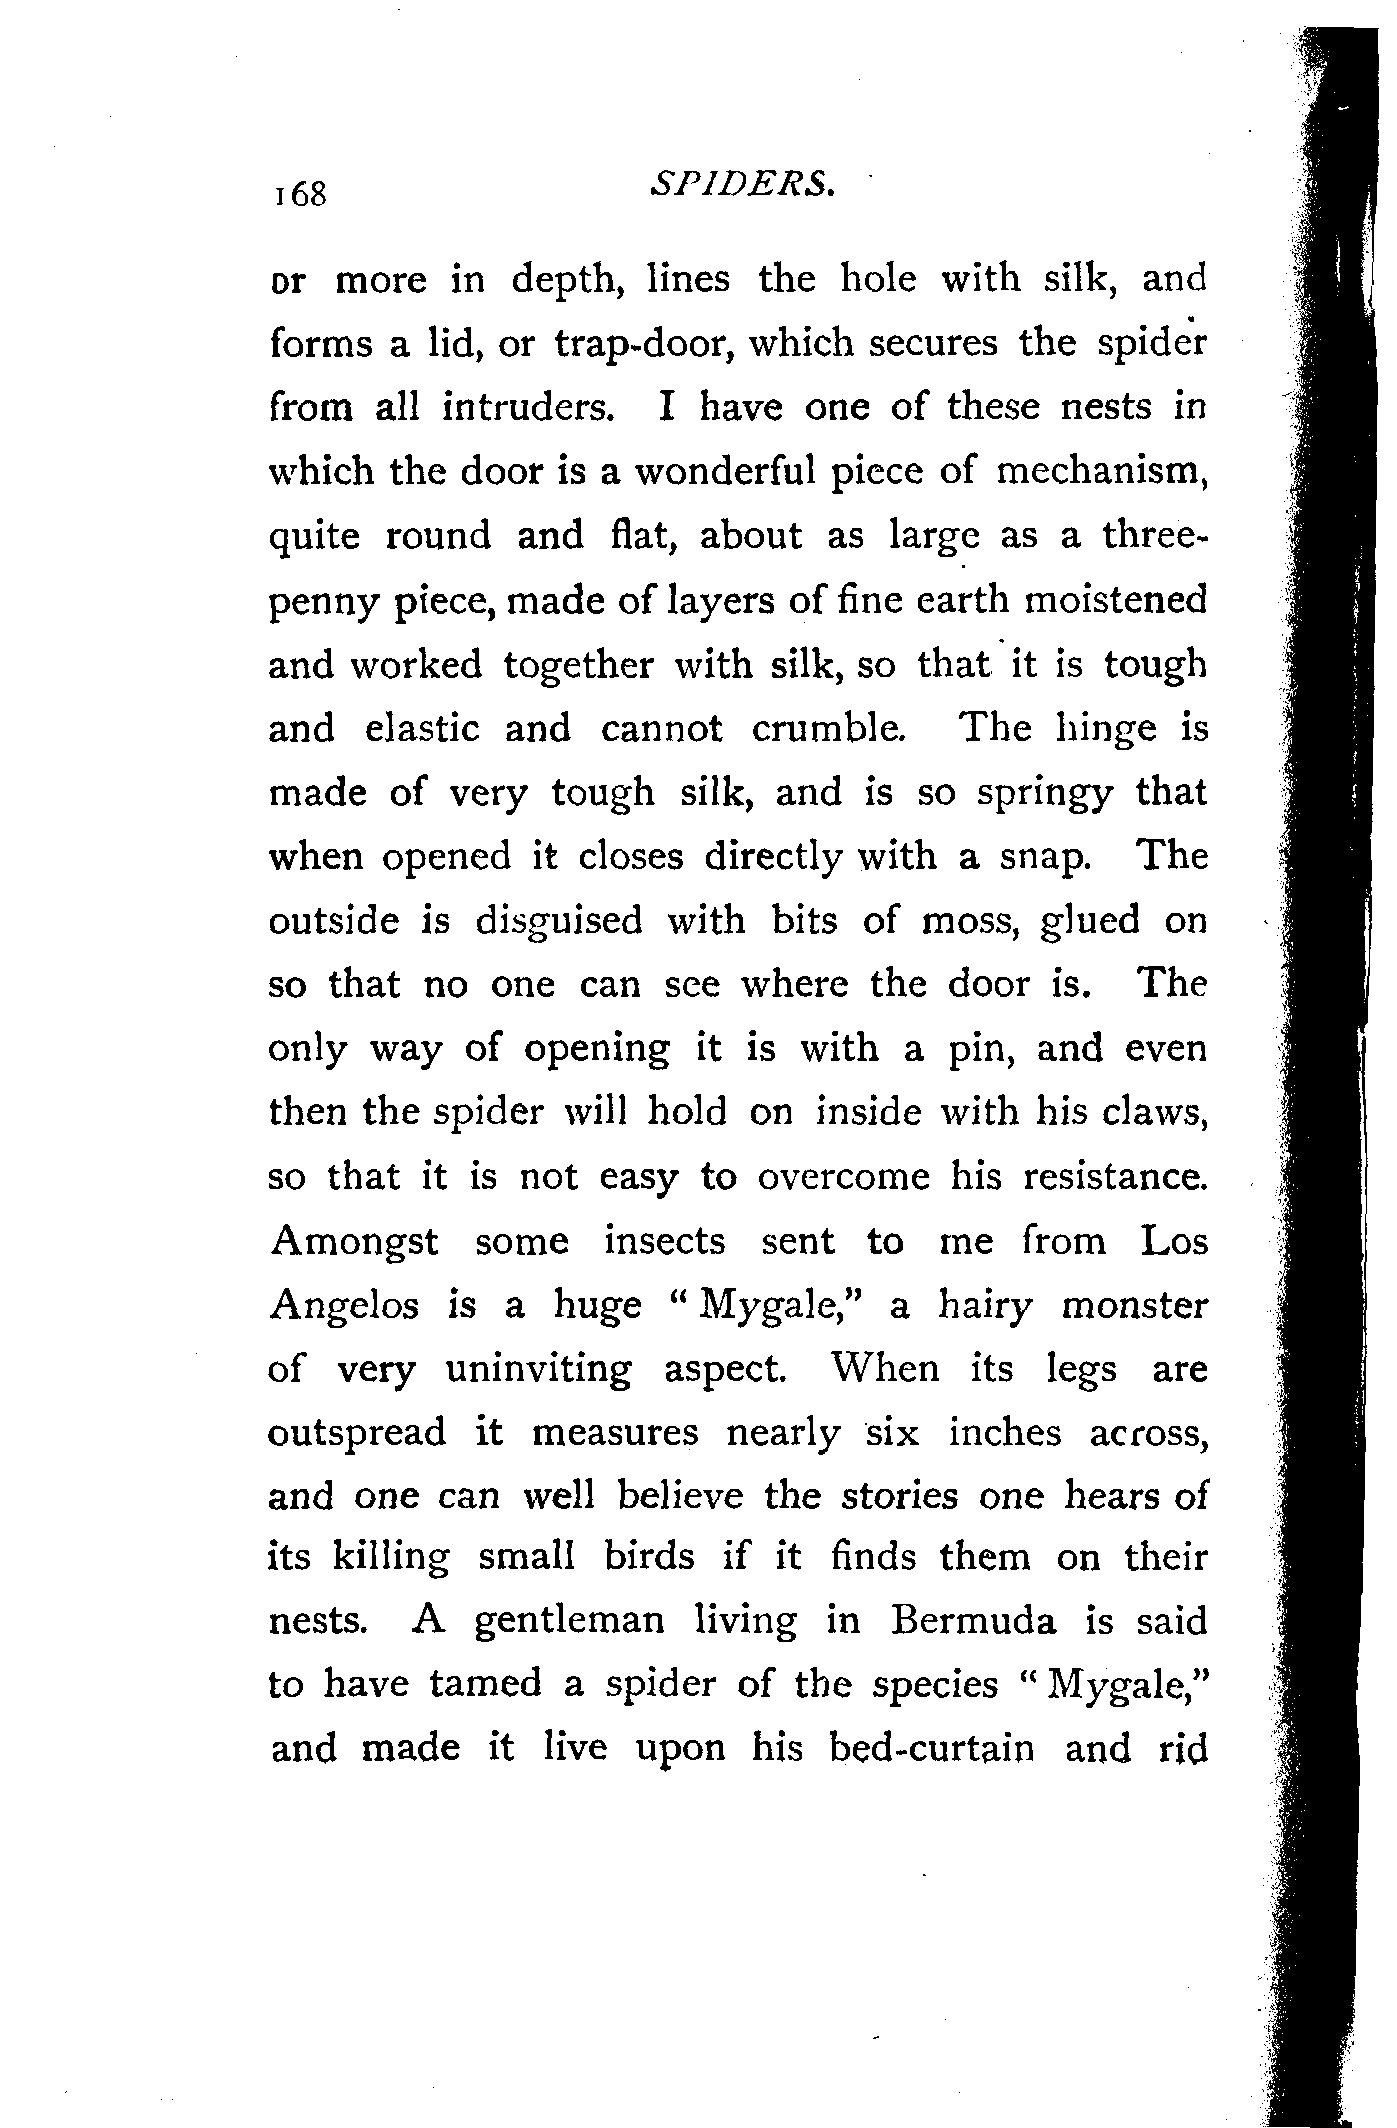 168 SPIDERS.
or more in depth, lines the hole with silk, and
forms a lid, or trap-door, which secures the spider
from all intruders. I have one of these nests in
which the door is a wonderful piece of mechanism,
quite round and flat, about as large as a three-
penny piece, made of layers of fine earth moistened
and worked together with silk, so that it is tough
and elastic and cannot crumble. The hinge is
made of very tough silk, and is so springy that
when opened it closes directly with a snap. The
outside is disguised with bits of moss, glued on
so that no one can see where the door is. The
only way of opening it is with a pin, and even
then the spider will hold on inside with his claws,
so that it is not easy to overcome his resistance.
Amongst some insects sent to me from Los
Angelos is a huge “Mygale,” a hairy monster
of very uninviting aspect. When its legs are
outspread it measures nearly six inches across,
and one can well believe the stories one hears of
its killing small birds if it finds them on their
nests. A gentleman living in Bermuda is said
to have tamed a spider of the species “Mygale,”
and made it live upon his bed-curtain and rid